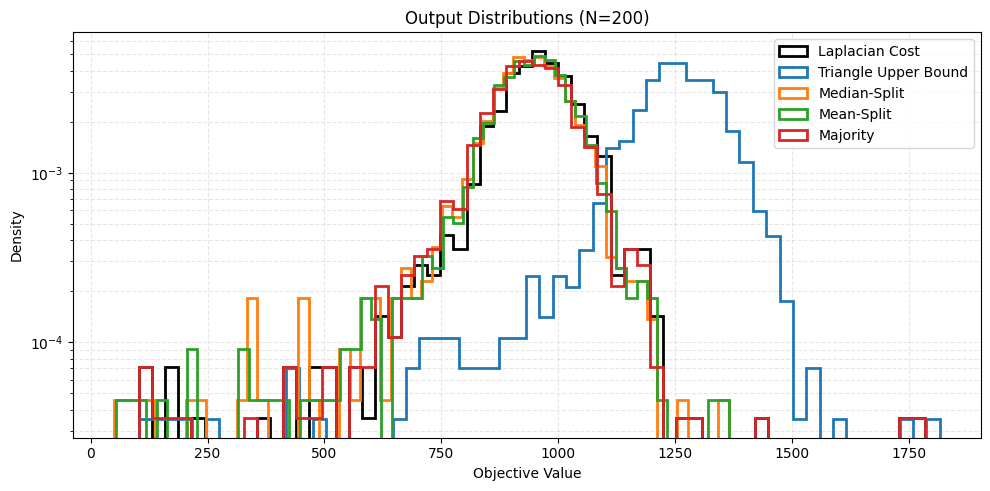 Output Distributions (N=200)
Laplacian Cost
Triangle Upper Bound
Median-Split
Mean-Split
Majority
Density
10⁻³
10⁻⁴
0
250
500
750
1000
1250
1500
1750
Objective Value